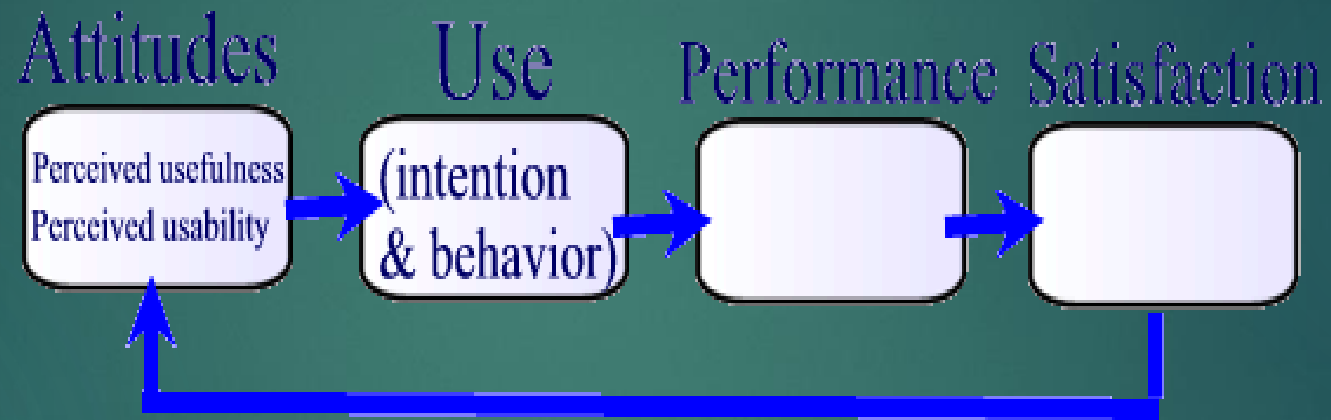 Attitudes
Perceived usefulness
Perceived usability
Use
(intention
& behavior)
Performance
Satisfaction